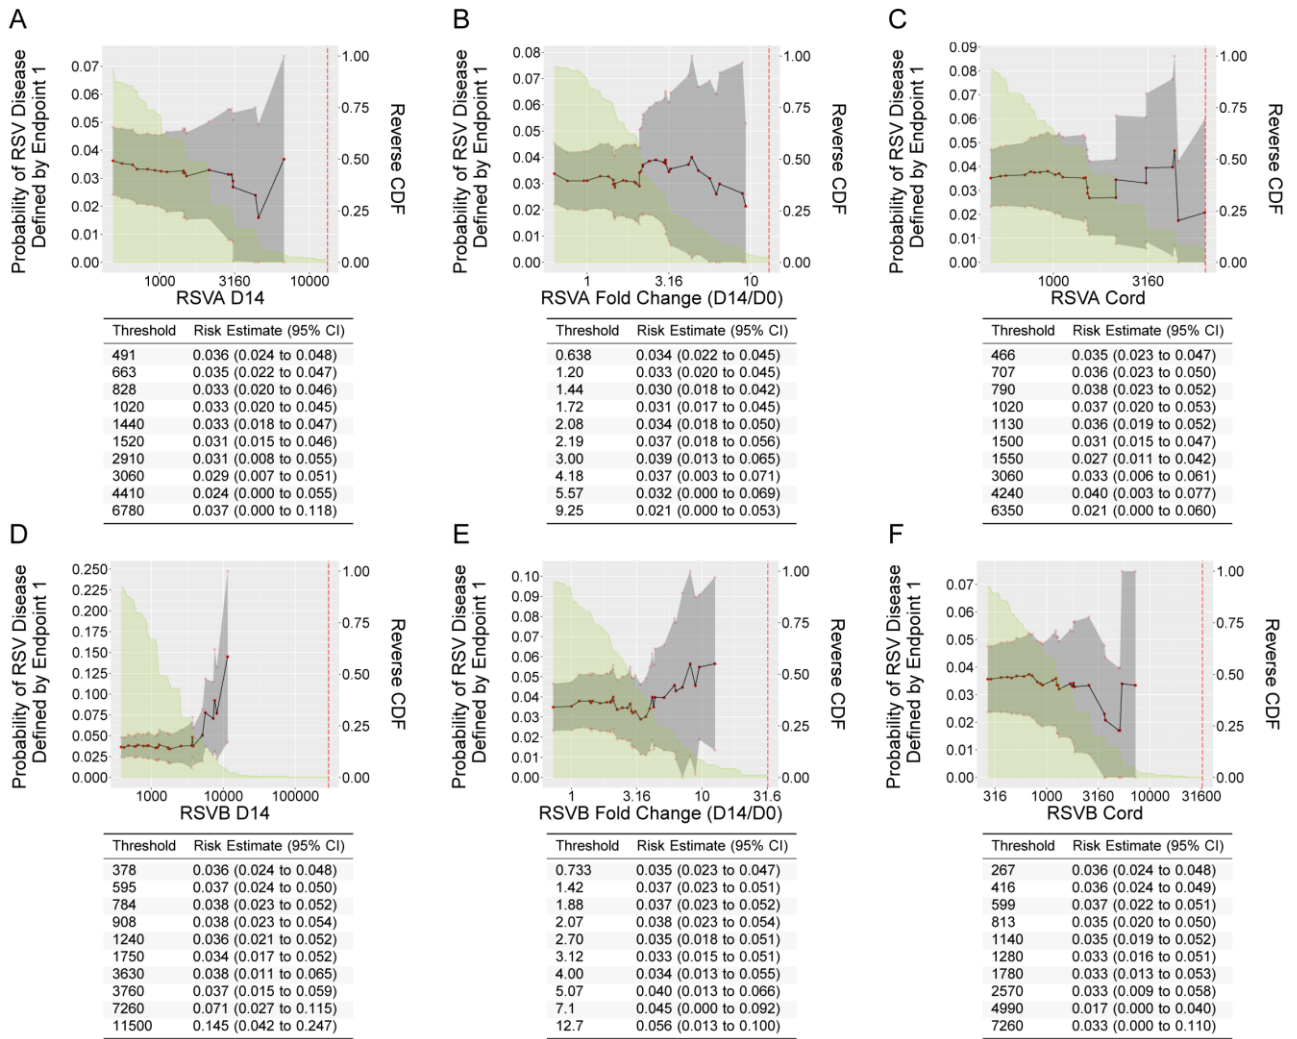 A
Probability of RSV Disease
Defined by Endpoint 1
0.07
0.06
0.05
0.04
0.03
0.02
0.01
0.00
1.00
0.75
0.50
0.25
0.00
Reverse CDF
1000 3160 10000
RSVA D14
Threshold Risk Estimate (95% CI)
491 0.036 (0.024 to 0.048)
663 0.035 (0.022 to 0.047)
828 0.033 (0.020 to 0.046)
1020 0.033 (0.020 to 0.045)
1440 0.033 (0.018 to 0.047)
1520 0.031 (0.015 to 0.046)
2910 0.031 (0.008 to 0.055)
3060 0.029 (0.007 to 0.051)
4410 0.024 (0.000 to 0.055)
6780 0.037 (0.000 to 0.118)
B
Probability of RSV Disease
Defined by Endpoint 1
0.08
0.07
0.06
0.05
0.04
0.03
0.02
0.01
0.00
1.00
0.75
0.50
0.25
0.00
Reverse CDF
1 3.16 10
RSVA Fold Change (D14/D0)
Threshold Risk Estimate (95% CI)
0.638 0.034 (0.022 to 0.045)
1.20 0.033 (0.020 to 0.045)
1.44 0.030 (0.018 to 0.042)
1.72 0.031 (0.017 to 0.045)
2.08 0.034 (0.018 to 0.050)
2.19 0.037 (0.018 to 0.056)
3.00 0.039 (0.013 to 0.065)
4.18 0.037 (0.003 to 0.071)
5.57 0.032 (0.000 to 0.069)
9.25 0.021 (0.000 to 0.053)
C
Probability of RSV Disease
Defined by Endpoint 1
0.09
0.08
0.07
0.06
0.05
0.04
0.03
0.02
0.01
0.00
1.00
0.75
0.50
0.25
0.00
Reverse CDF
1000 3160
RSVA Cord
Threshold Risk Estimate (95% CI)
466 0.035 (0.023 to 0.047)
707 0.036 (0.023 to 0.050)
790 0.038 (0.023 to 0.052)
1020 0.037 (0.020 to 0.053)
1130 0.036 (0.019 to 0.052)
1500 0.031 (0.015 to 0.047)
1550 0.027 (0.011 to 0.042)
3060 0.033 (0.006 to 0.061)
4240 0.040 (0.003 to 0.077)
6350 0.021 (0.000 to 0.060)
D
Probability of RSV Disease
Defined by Endpoint 1
0.250
0.225
0.200
0.175
0.150
0.125
0.100
0.075
0.050
0.025
0.000
1.00
0.75
0.50
0.25
0.00
Reverse CDF
1000 10000 100000
RSVB D14
Threshold Risk Estimate (95% CI)
378 0.036 (0.024 to 0.048)
595 0.037 (0.024 to 0.050)
784 0.038 (0.023 to 0.052)
908 0.038 (0.023 to 0.054)
1240 0.036 (0.021 to 0.052)
1750 0.034 (0.017 to 0.052)
3630 0.038 (0.011 to 0.065)
3760 0.037 (0.015 to 0.059)
7260 0.071 (0.027 to 0.115)
11500 0.145 (0.042 to 0.247)
E
Probability of RSV Disease
Defined by Endpoint 1
0.10
0.09
0.08
0.07
0.06
0.05
0.04
0.03
0.02
0.01
0.00
1.00
0.75
0.50
0.25
0.00
Reverse CDF
1 3.16 10 31.6
RSVB Fold Change (D14/D0)
Threshold Risk Estimate (95% CI)
0.733 0.035 (0.023 to 0.047)
1.42 0.037 (0.023 to 0.051)
1.88 0.037 (0.023 to 0.052)
2.07 0.038 (0.023 to 0.054)
2.70 0.035 (0.018 to 0.051)
3.12 0.033 (0.015 to 0.051)
4.00 0.034 (0.013 to 0.055)
5.07 0.040 (0.013 to 0.066)
7.1 0.045 (0.000 to 0.092)
12.7 0.056 (0.013 to 0.100)
F
Probability of RSV Disease
Defined by Endpoint 1
0.07
0.06
0.05
0.04
0.03
0.02
0.01
0.00
1.00
0.75
0.50
0.25
0.00
Reverse CDF
316 1000 3160 10000 31600
RSVB Cord
Threshold Risk Estimate (95% CI)
267 0.036 (0.024 to 0.048)
416 0.036 (0.024 to 0.049)
599 0.037 (0.022 to 0.051)
813 0.035 (0.020 to 0.050)
1140 0.035 (0.019 to 0.052)
1280 0.033 (0.016 to 0.051)
1780 0.033 (0.013 to 0.053)
2570 0.033 (0.009 to 0.058)
4990 0.017 (0.000 to 0.040)
7260 0.033 (0.000 to 0.110)